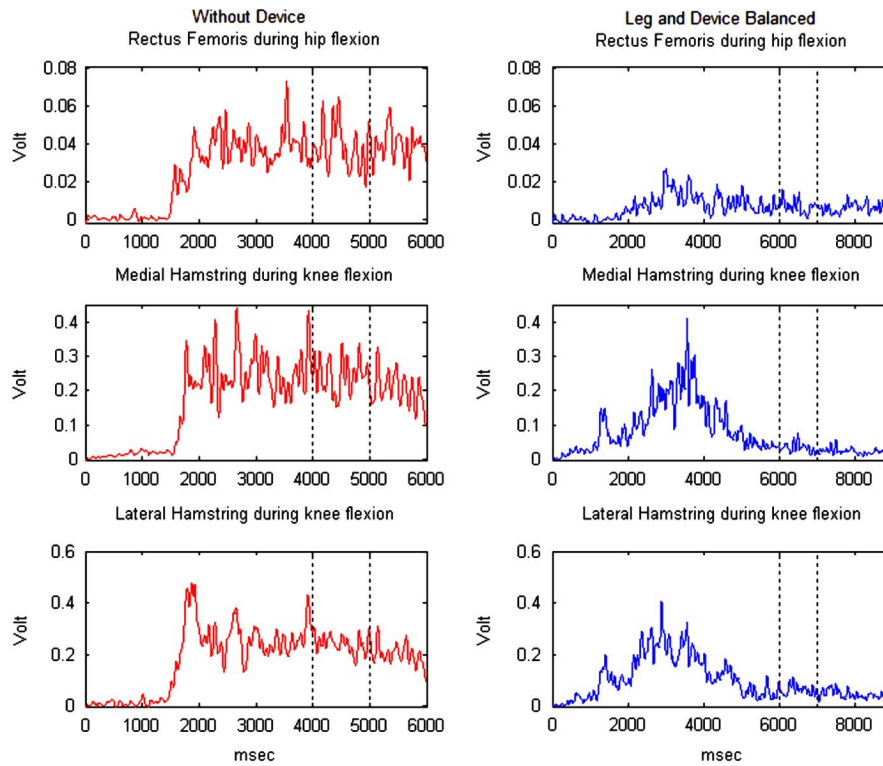 Without Device
Rectus Femoris during hip flexion
0.08
0.06
0.04
0.02
0
Volt
0 1000 2000 3000 4000 5000 6000
Leg and Device Balanced
Rectus Femoris during hip flexion
0.08
0.06
0.04
0.02
0
Volt
0 2000 4000 6000 8000
Medial Hamstring during knee flexion
0.4
0.3
0.2
0.1
0
Volt
0 1000 2000 3000 4000 5000 6000
Medial Hamstring during knee flexion
0.4
0.3
0.2
0.1
0
Volt
0 2000 4000 6000 8000
Lateral Hamstring during knee flexion
0.6
0.4
0.2
0
Volt
0 1000 2000 3000 4000 5000 6000
msec
Lateral Hamstring during knee flexion
0.6
0.4
0.2
0
Volt
0 2000 4000 6000 8000
msec